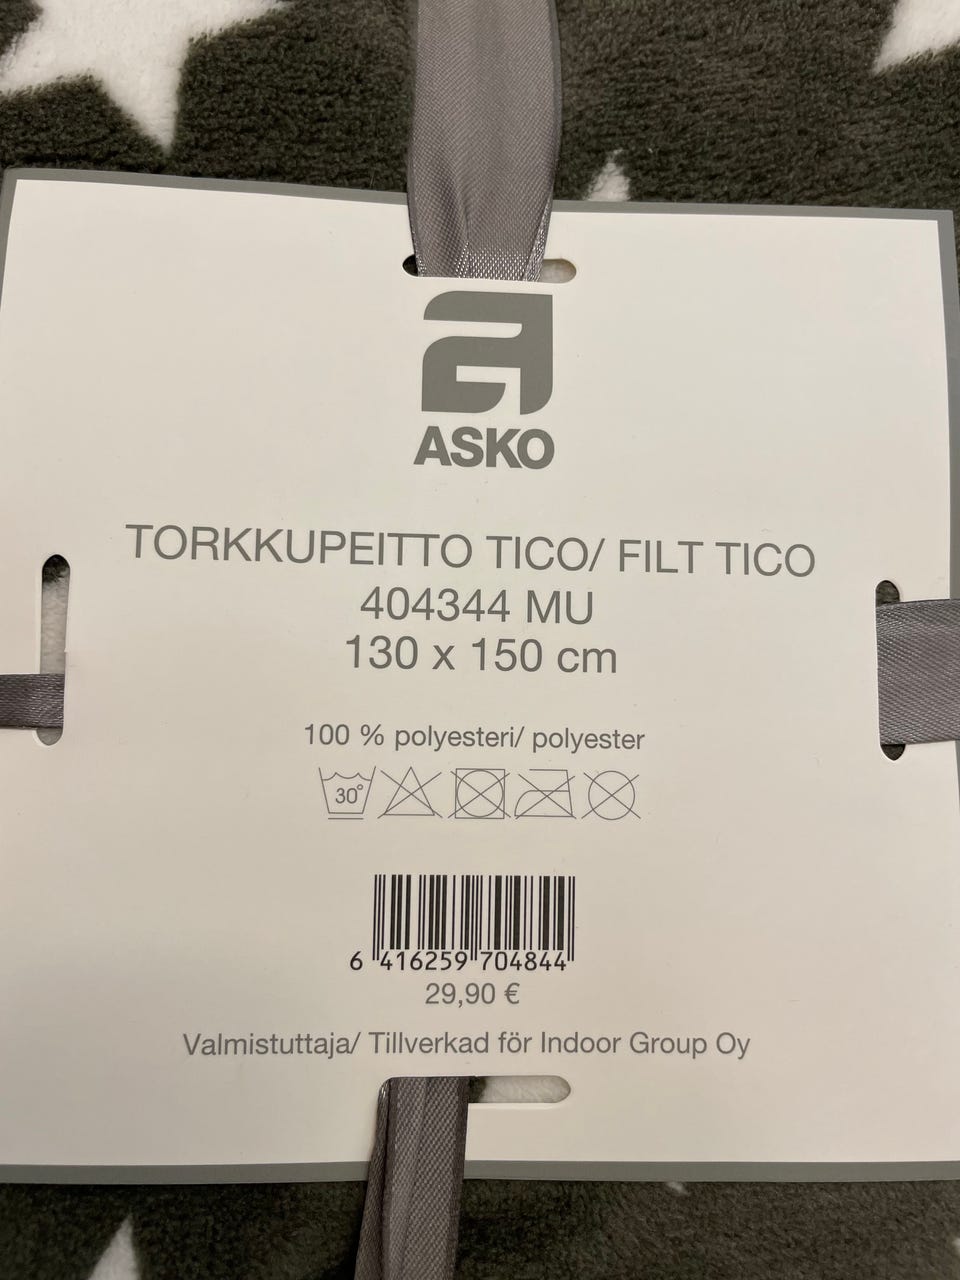 ASKO
TORKKUPEITTO TICO/ FILT TICO
404344 MU
130 x 150 cm
100 % polyesteri/ polyester
30°
6 416259 704844
29,90 €
Valmistuttaja/ Tillverkad för Indoor Group Oy